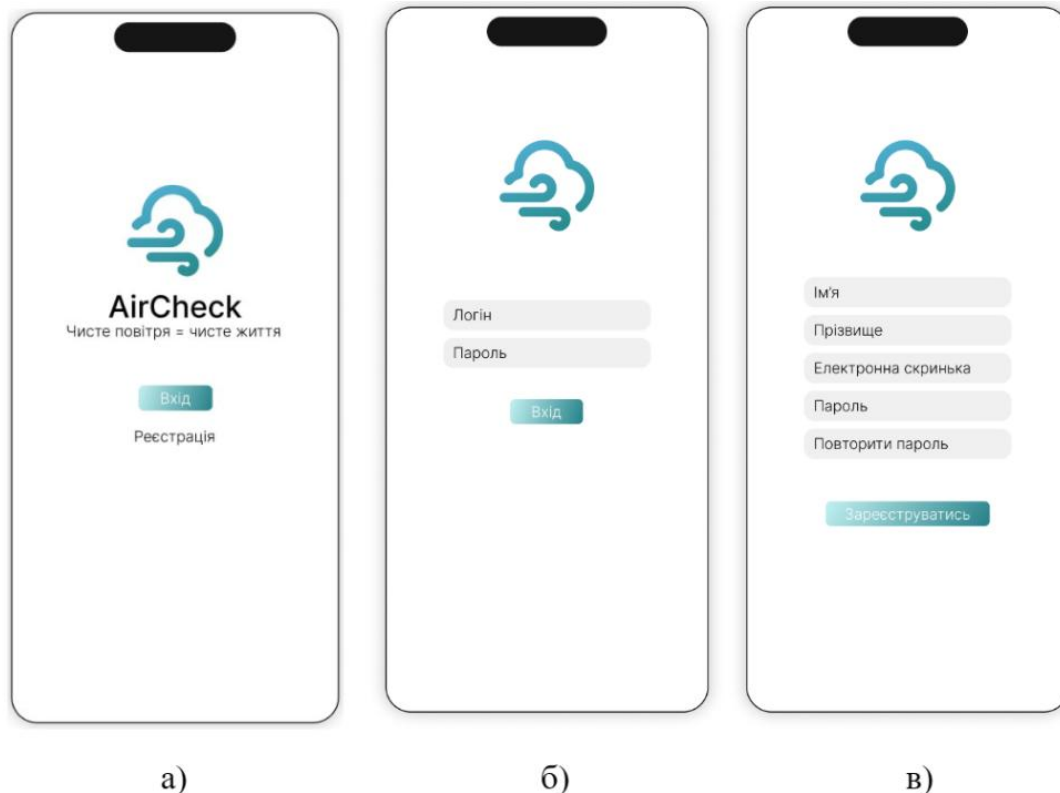 AirCheck
Чисте повітря = чисте життя
Вхід
Реєстрація
Логін
Пароль
Вхід
Ім'я
Прізвище
Електронна скринька
Пароль
Повторити пароль
Зареєструватись
а)
б)
в)